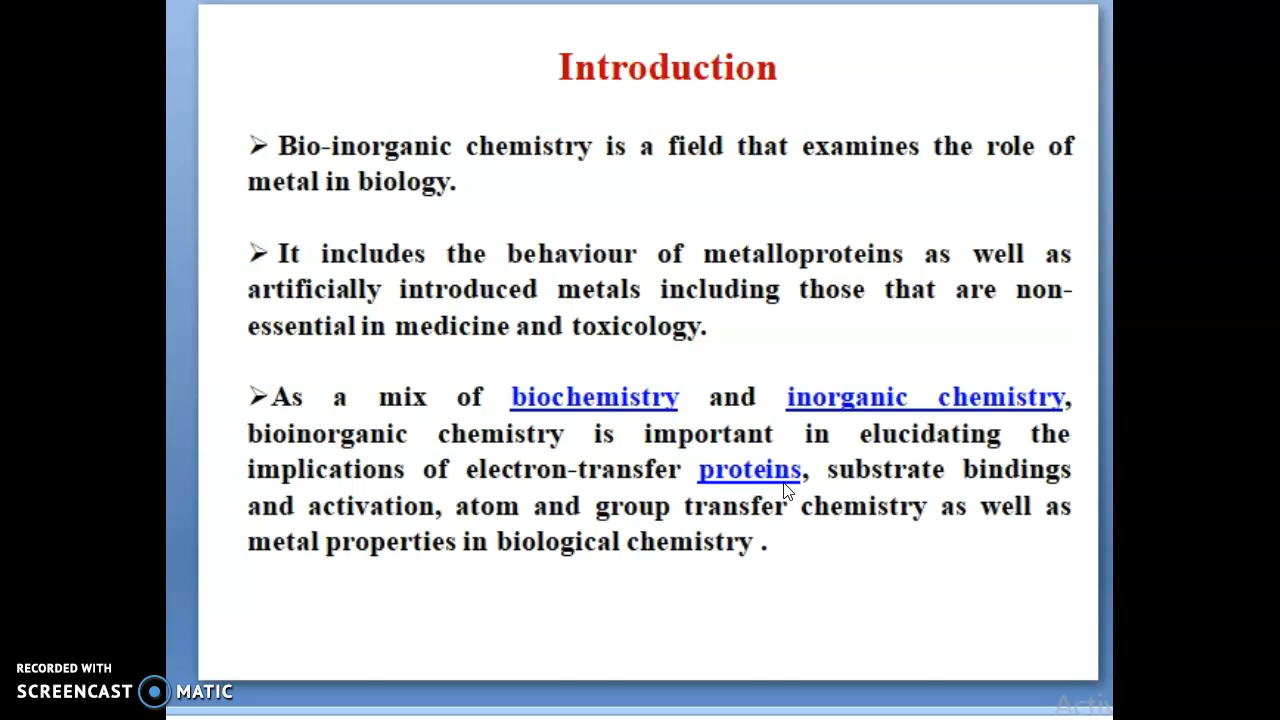 Introduction
➢ Bio-inorganic chemistry is a field that examines the role of
metal in biology.
➢ It includes the behaviour of metalloproteins as well as
artificially introduced metals including those that are non-
essential in medicine and toxicology.
➢As a mix of biochemistry and inorganic chemistry,
bioinorganic chemistry is important in elucidating the
implications of electron-transfer proteins, substrate bindings
and activation, atom and group transfer chemistry as well as
metal properties in biological chemistry .
RECORDED WITH
SCREENCAST MATIC